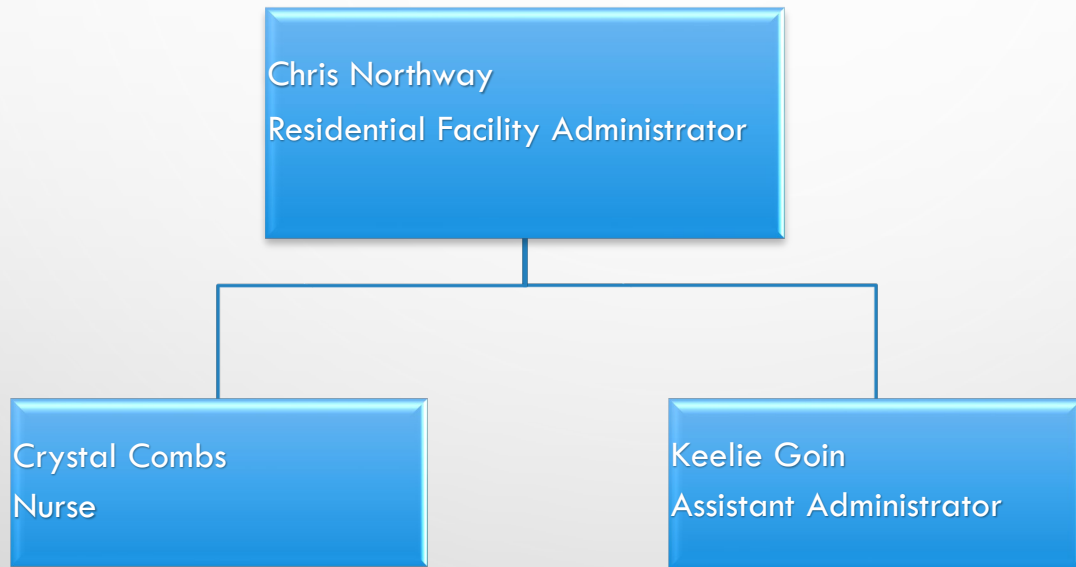 Chris Northway
Residential Facility Administrator
Crystal Combs
Nurse
Keelie Goin
Assistant Administrator